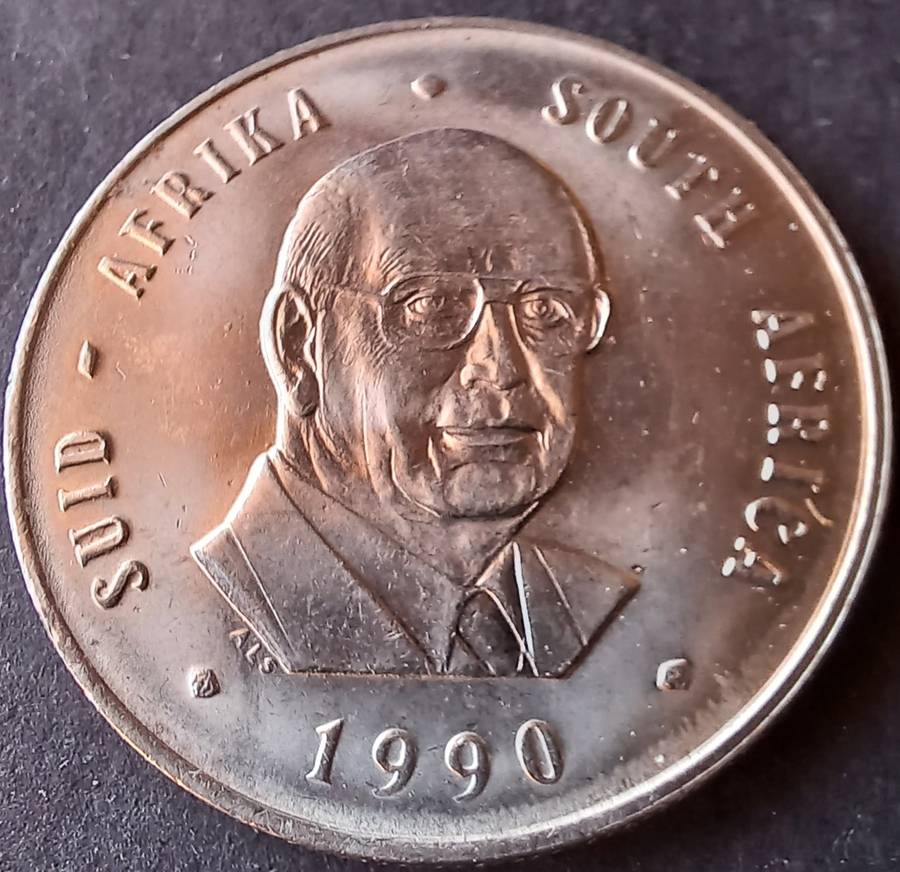 SUID - AFRIKA • SOUTH AFRICA
ALS
1990